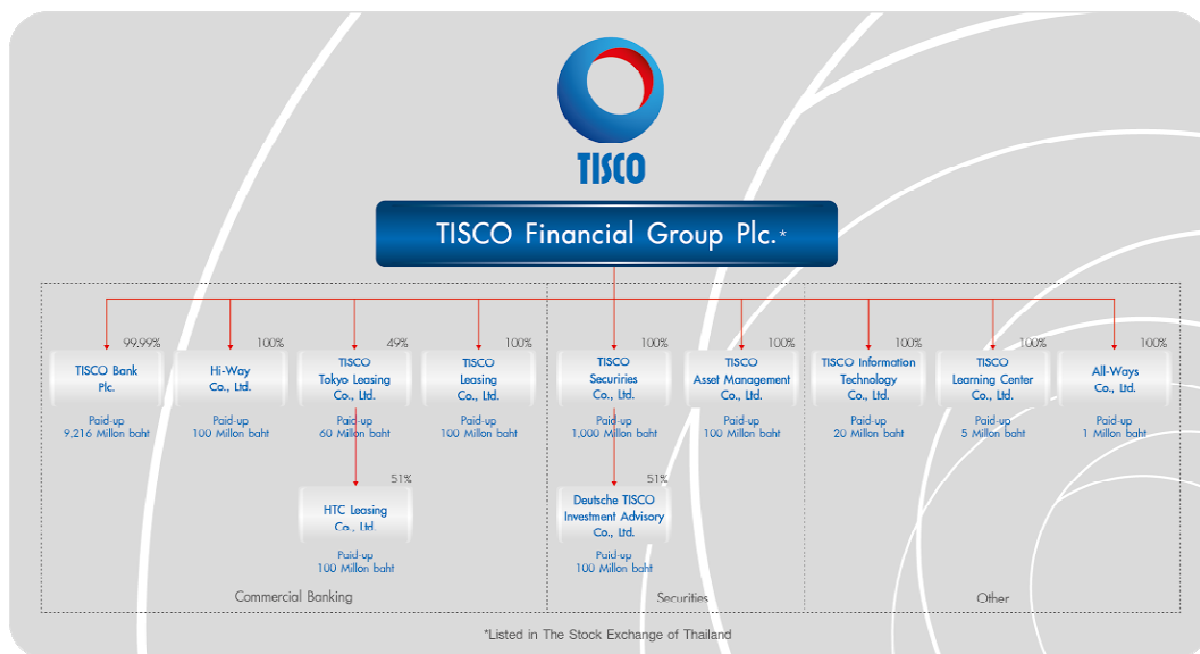 TISCO
TISCO Financial Group Plc.*
99.99%
TISCO Bank
Plc.
Paid-up
9,216 Millon baht
100%
Hi-Way
Co., Ltd.
Paid-up
100 Millon baht
49%
TISCO
Tokyo Leasing
Co., Ltd.
Paid-up
60 Millon baht
100%
TISCO
Leasing
Co., Ltd.
Paid-up
100 Millon baht
100%
TISCO
Securiries
Co., Ltd.
Paid-up
1,000 Millon baht
100%
TISCO
Asset Management
Co., Ltd.
Paid-up
100 Millon baht
100%
TISCO Information
Technology
Co., Ltd.
Paid-up
20 Millon baht
100%
TISCO
Learning Center
Co., Ltd.
Paid-up
5 Millon baht
100%
All-Ways
Co., Ltd.
Paid-up
1 Millon baht
51%
HTC Leasing
Co., Ltd.
Paid-up
100 Millon baht
51%
Deutsche TISCO
Investment Advisory
Co., Ltd.
Paid-up
100 Millon baht
Commercial Banking
Securities
Other
*Listed in The Stock Exchange of Thailand